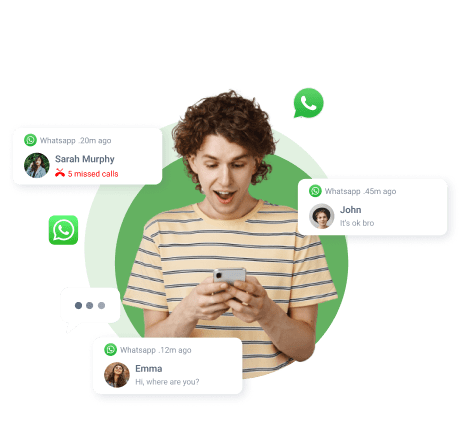 Whatsapp .20m ago
Sarah Murphy
5 missed calls
Whatsapp .45m ago
John
It's ok bro
Whatsapp .12m ago
Emma
Hi, where are you?